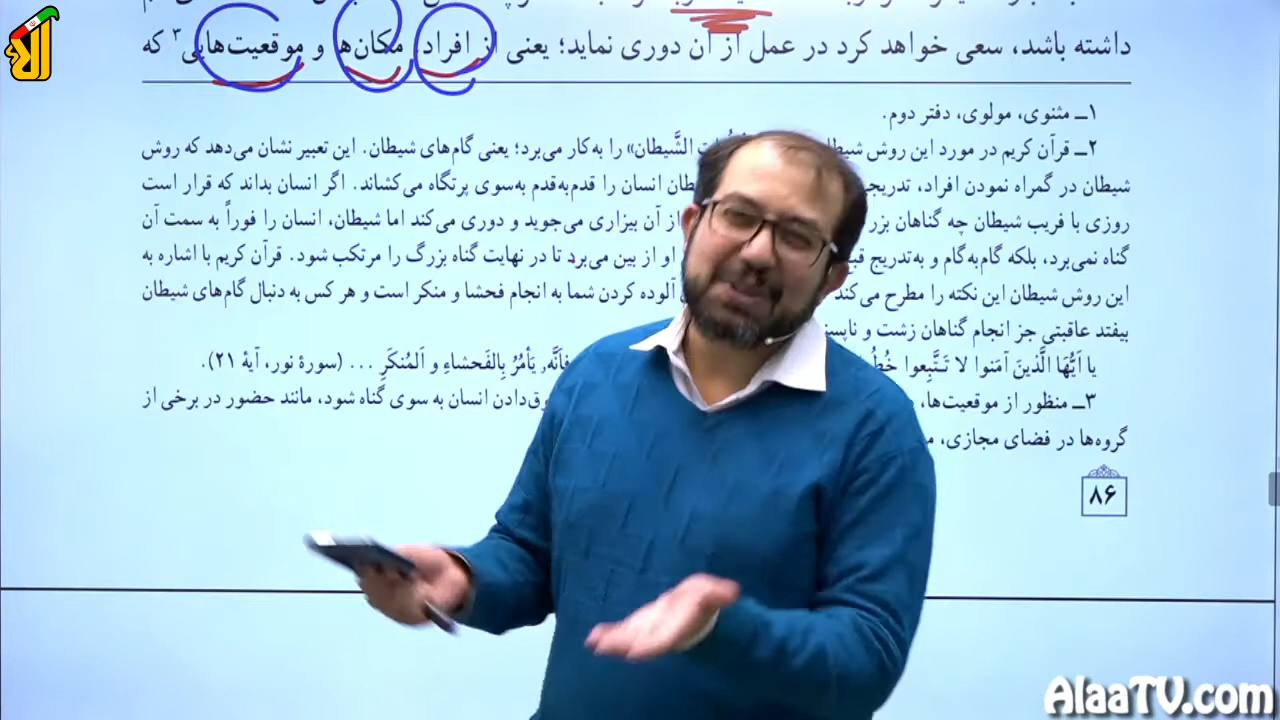 داشته باشد، سعی خواهد کرد در عمل از آن دوری نماید؛ یعنی از افراد، مکان‌ها و موقعیت‌هایی ۳ که
۱ــ مثنوی، مولوی، دفتر دوم.
۲ــ قرآن کریم در مورد این روش شیطان الشَّیطان» را به‌کار می‌برد؛ یعنی گام‌های شیطان. این تعبیر نشان می‌دهد که روش
شیطان در گمراه نمودن افراد، تدریجی انسان را قدم‌به‌قدم به‌سوی پرتگاه می‌کشاند. اگر انسان بداند که قرار است
روزی با فریب شیطان چه گناهان از آن بیزاری می‌جوید و دوری می‌کند اما شیطان، انسان را فوراً به سمت آن
گناه نمی‌برد، بلکه گام‌به‌گام و به‌تدریج او از بین می‌برد تا در نهایت گناه بزرگ را مرتکب شود. قرآن کریم با اشاره به
این روش شیطان این نکته را مطرح می‌کند آلوده کردن شما به انجام فحشا و منکر است و هر کس به دنبال گام‌های شیطان
بیفتد عاقبتی جز انجام گناهان زشت و
یا اَیُّهَا الَّذینَ آمَنوا لا تَتَّبِعوا فَاَنَّه یَأمُرُ بِالفَحشاءِ و اَلمُنکَرِ ... (سورهٔ نور، آیهٔ ۲۱).
۳ــ منظور از موقعیت‌ها، انسان به سوی گناه شود، مانند حضور در برخی از
گروه‌ها در فضای مجازی،
۸۶
AlaaTV.com